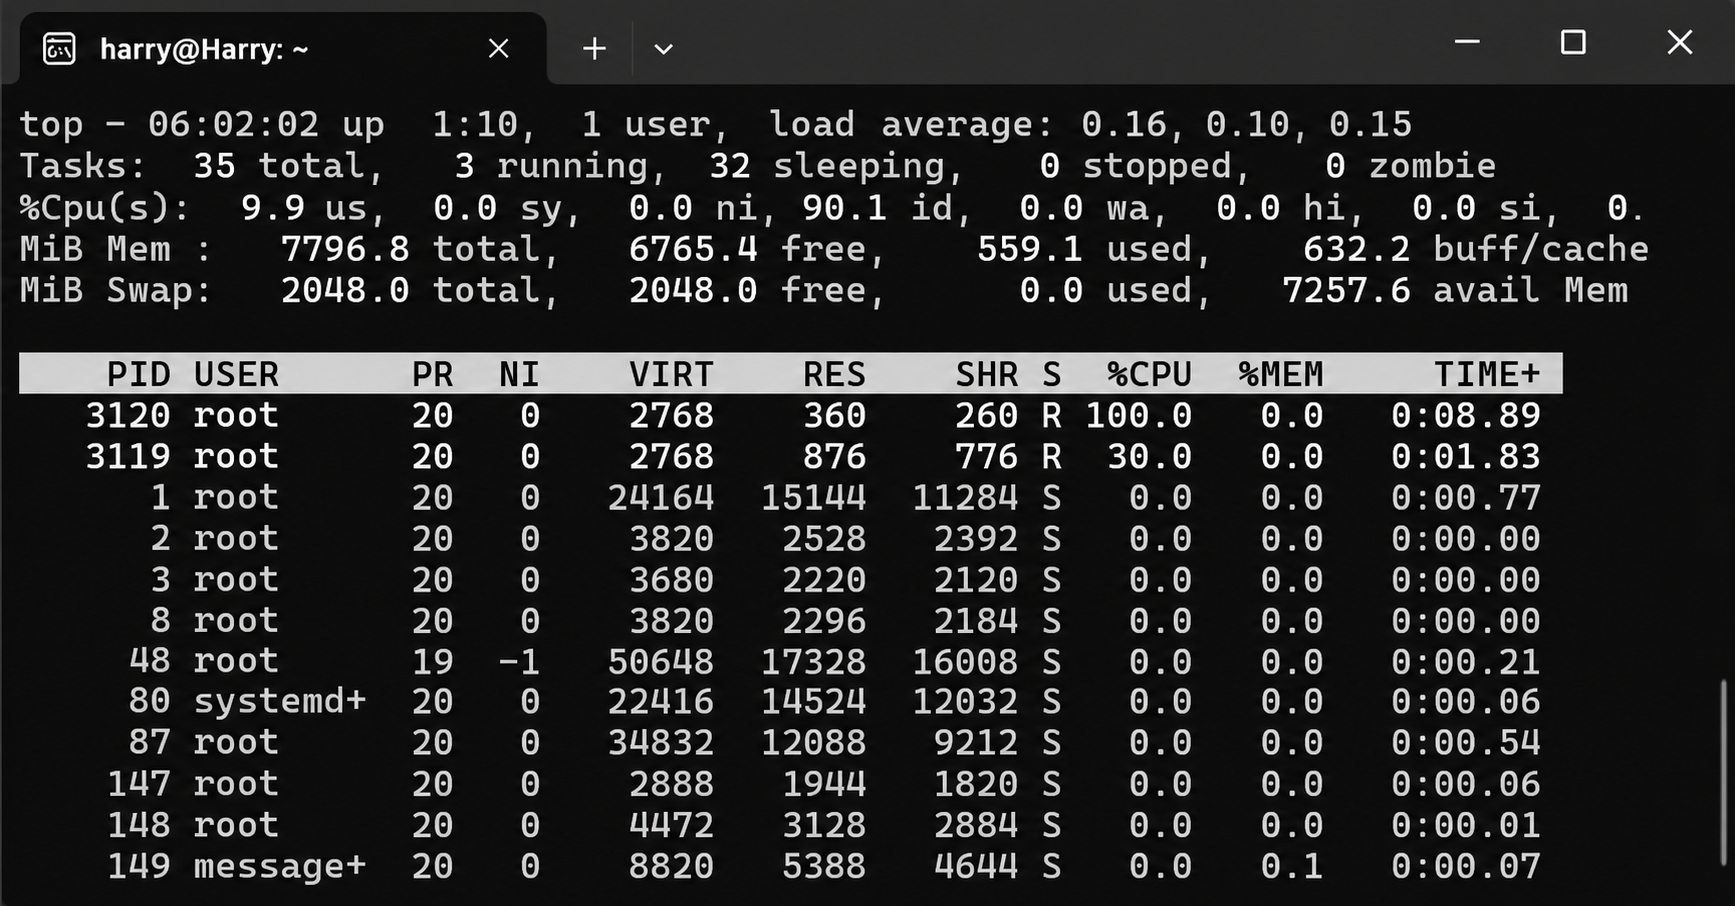 harry@Harry: ~
top - 06:02:02 up  1:10,  1 user,  load average: 0.16, 0.10, 0.15
Tasks:  35 total,   3 running,  32 sleeping,   0 stopped,   0 zombie
%Cpu(s):  9.9 us,  0.0 sy,  0.0 ni, 90.1 id,  0.0 wa,  0.0 hi,  0.0 si,  0.
MiB Mem :   7796.8 total,   6765.4 free,    559.1 used,    632.2 buff/cache
MiB Swap:   2048.0 total,   2048.0 free,      0.0 used,   7257.6 avail Mem
PID USER      PR  NI    VIRT    RES    SHR S  %CPU  %MEM     TIME+
3120 root      20   0    2768    360    260 R 100.0   0.0   0:08.89
3119 root      20   0    2768    876    776 R  30.0   0.0   0:01.83
1 root      20   0   24164  15144  11284 S   0.0   0.0   0:00.77
2 root      20   0    3820   2528   2392 S   0.0   0.0   0:00.00
3 root      20   0    3680   2220   2120 S   0.0   0.0   0:00.00
8 root      20   0    3820   2296   2184 S   0.0   0.0   0:00.00
48 root      19  -1   50648  17328  16008 S   0.0   0.0   0:00.21
80 systemd+  20   0   22416  14524  12032 S   0.0   0.0   0:00.06
87 root      20   0   34832  12088   9212 S   0.0   0.0   0:00.54
147 root      20   0    2888   1944   1820 S   0.0   0.0   0:00.06
148 root      20   0    4472   3128   2884 S   0.0   0.0   0:00.01
149 message+  20   0    8820   5388   4644 S   0.0   0.1   0:00.07